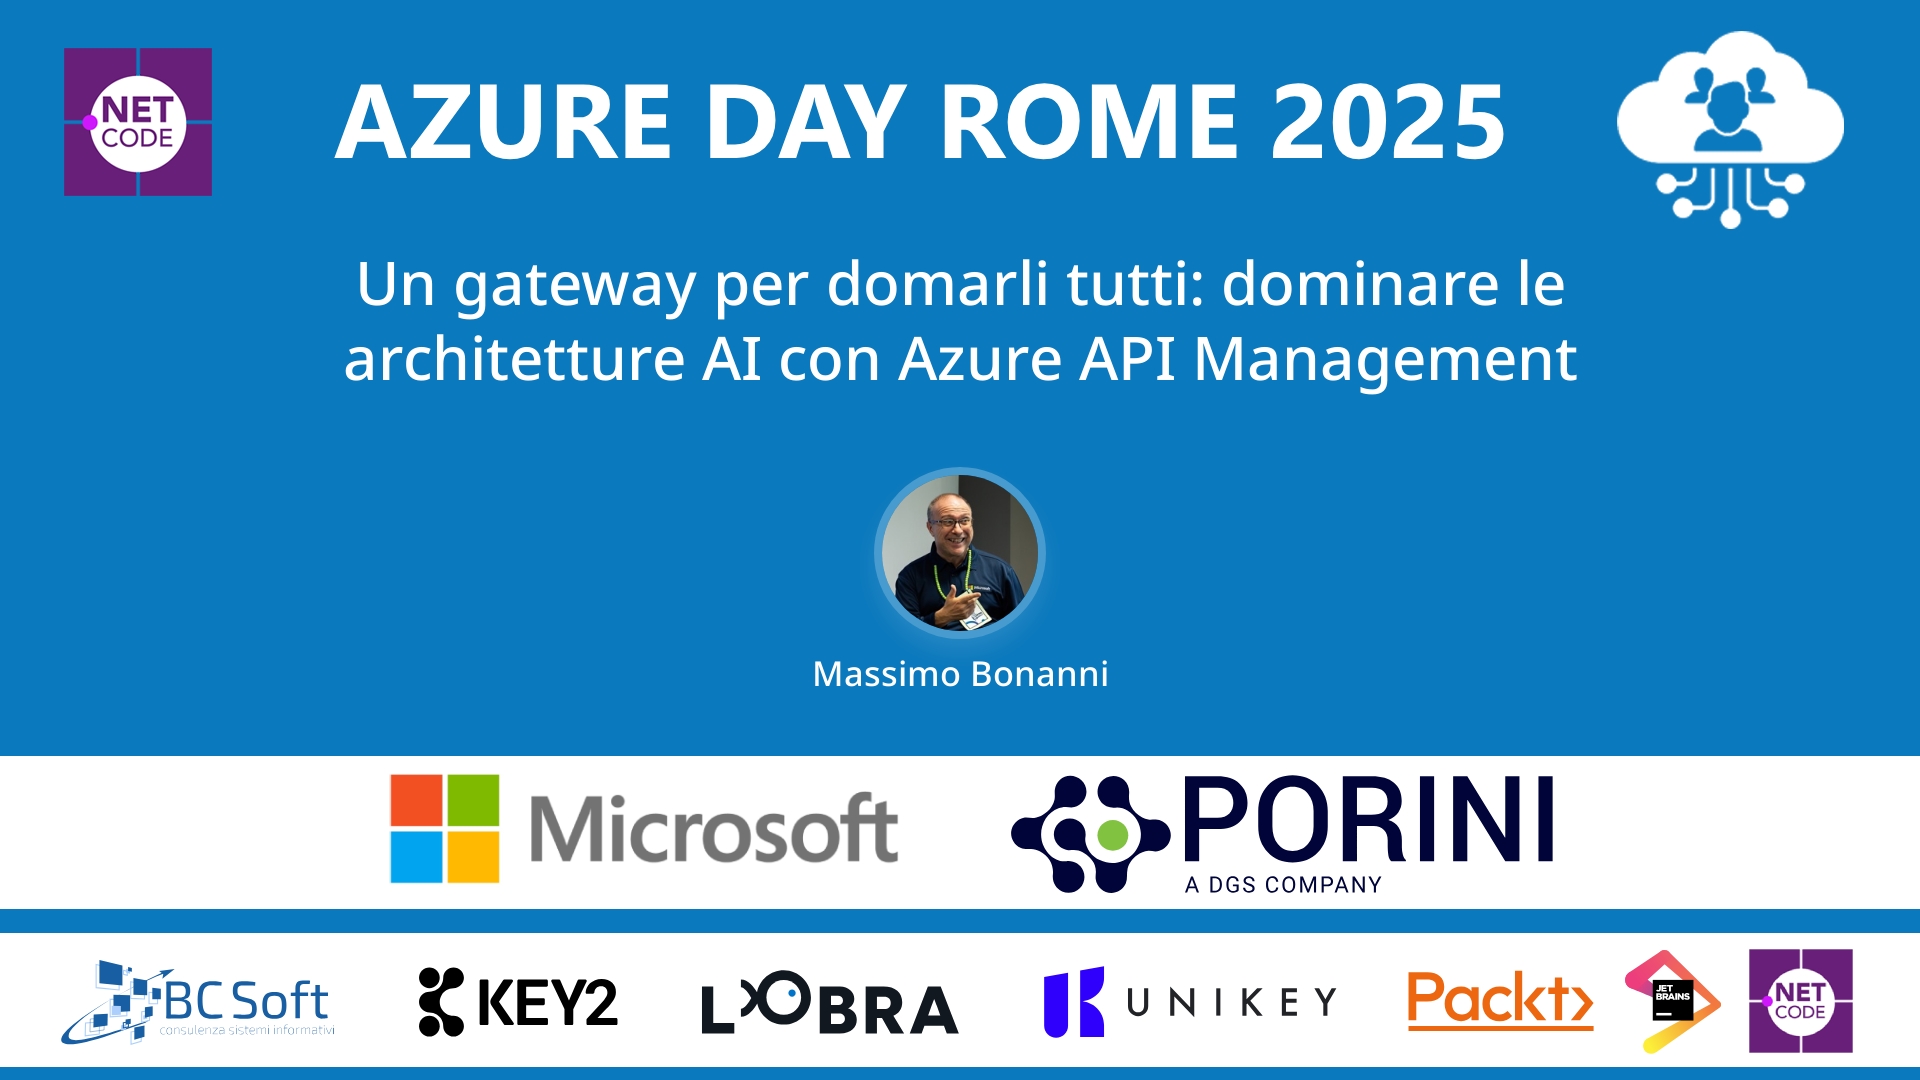 NET
CODE
AZURE DAY ROME 2025
Un gateway per domarli tutti: dominare le
architetture AI con Azure API Management
Massimo Bonanni
Microsoft
PORINI
A DGS COMPANY
BC Soft
consulenza sistemi informativi
KEY2
LOBRA
UNIKEY
Packt
JET
BRAINS
NET
CODE